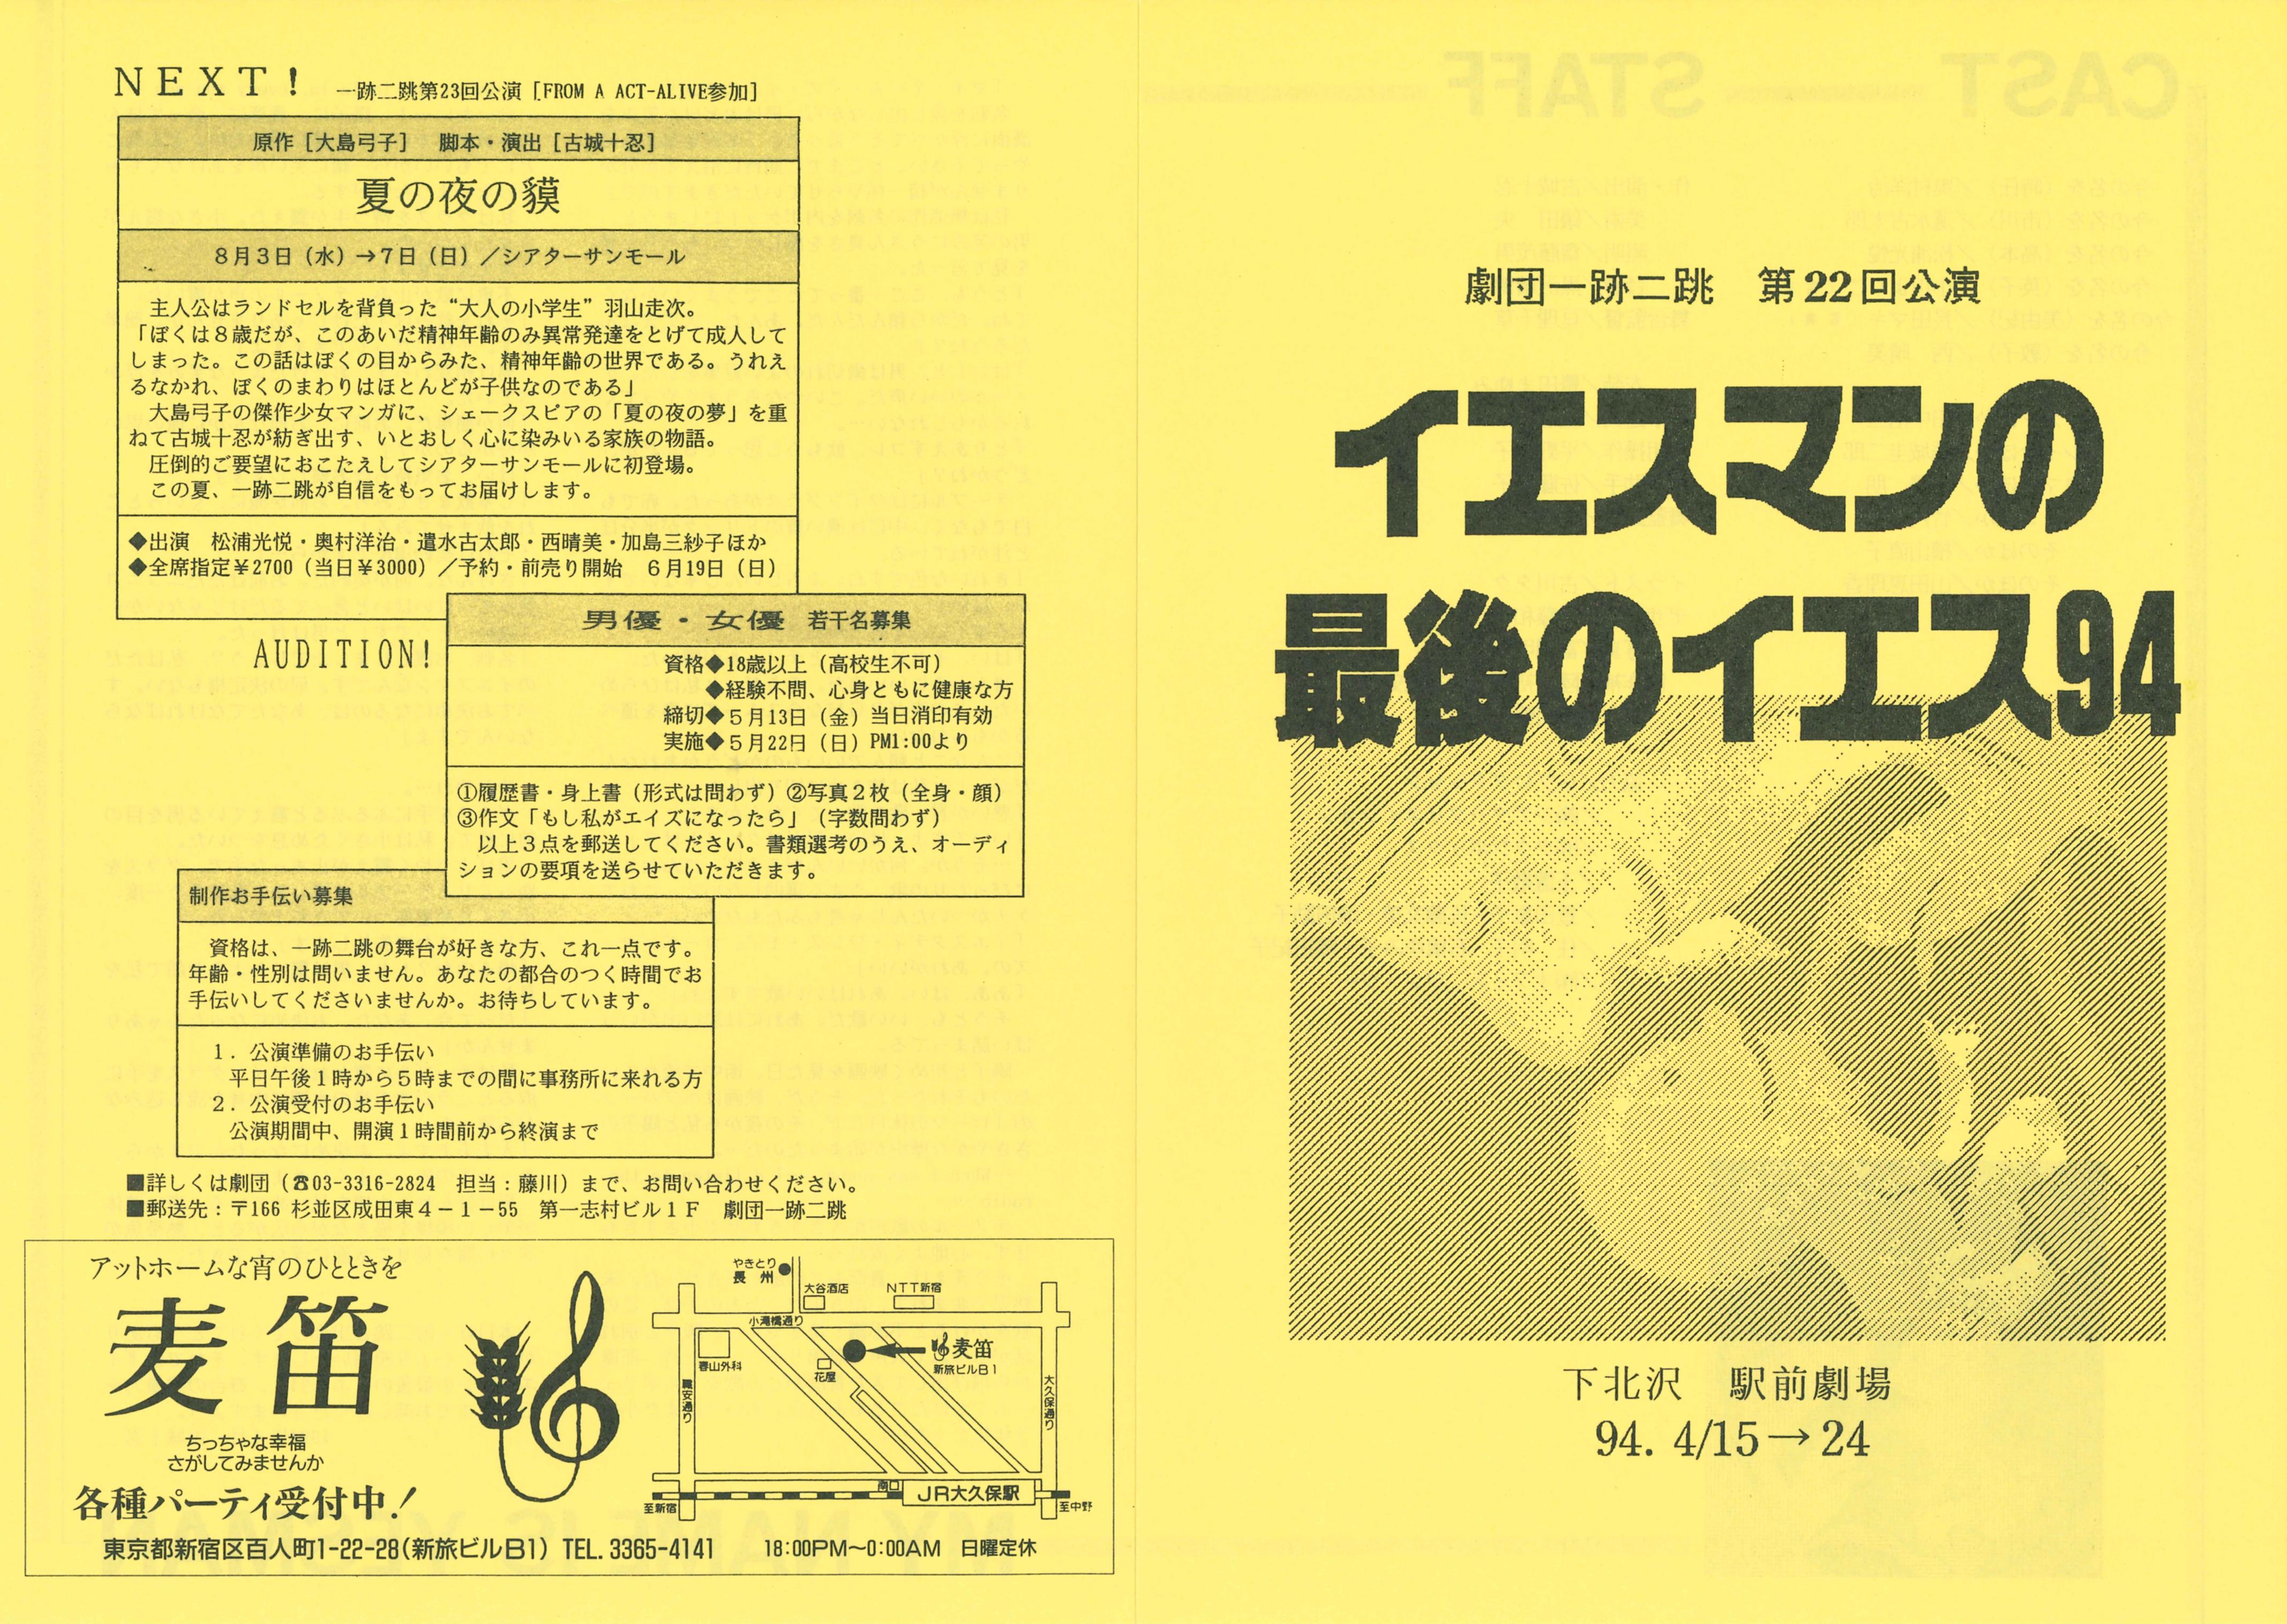 NEXT! 一跡二跳第23回公演［FROM A ACT-ALIVE参加］
原作［大島弓子］　脚本・演出［古城十忍］
夏の夜の獏
８月３日（水）→７日（日）／シアターサンモール
主人公はランドセルを背負った“大人の小学生”羽山走次。
「ぼくは８歳だが、このあいだ精神年齢のみ異常発達をとげて成人して
しまった。この話はぼくの目からみた、精神年齢の世界である。うれえ
るなかれ、ぼくのまわりはほとんどが子供なのである」
大島弓子の傑作少女マンガに、シェークスピアの「夏の夜の夢」を重
ねて古城十忍が紡ぎ出す、いとおしく心に染みいる家族の物語。
圧倒的ご要望におこたえしてシアターサンモールに初登場。
この夏、一跡二跳が自信をもってお届けします。
◆出演　松浦光悦・奥村洋治・遣水古太郎・西晴美・加島三紗子ほか
◆全席指定￥2700（当日￥3000）／予約・前売り開始　６月19日（日）
AUDITION!
男優・女優　若干名募集
資格◆18歳以上（高校生不可）
◆経験不問、心身ともに健康な方
締切◆５月13日（金）当日消印有効
実施◆５月22日（日）PM1:00より
①履歴書・身上書（形式は問わず）②写真２枚（全身・顔）
③作文「もし私がエイズになったら」（字数問わず）
以上３点を郵送してください。書類選考のうえ、オーディ
ションの要項を送らせていただきます。
制作お手伝い募集
資格は、一跡二跳の舞台が好きな方、これ一点です。
年齢・性別は問いません。あなたの都合のつく時間でお
手伝いしてくださいませんか。お待ちしています。
１．公演準備のお手伝い
平日午後１時から５時までの間に事務所に来れる方
２．公演受付のお手伝い
公演期間中、開演１時間前から終演まで
■詳しくは劇団（☎03-3316-2824　担当：藤川）まで、お問い合わせください。
■郵送先：〒166 杉並区成田東４－１－55　第一志村ビル１Ｆ　劇団一跡二跳
アットホームな宵のひとときを
麦笛
ちっちゃな幸福
さがしてみませんか
各種パーティ受付中！
東京都新宿区百人町1-22-28(新旅ビルB1) TEL. 3365-4141　18:00PM〜0:00AM　日曜定休
やきとり
長州
大谷酒店
NTT新宿
小滝橋通り
春山外科
花屋
麦笛
新旅ビルB1
職安通り
大久保通り
南口
JR大久保駅
至新宿
至中野
劇団一跡二跳　第22回公演
イエスマンの
最後のイエス94
下北沢　駅前劇場
94. 4/15→24